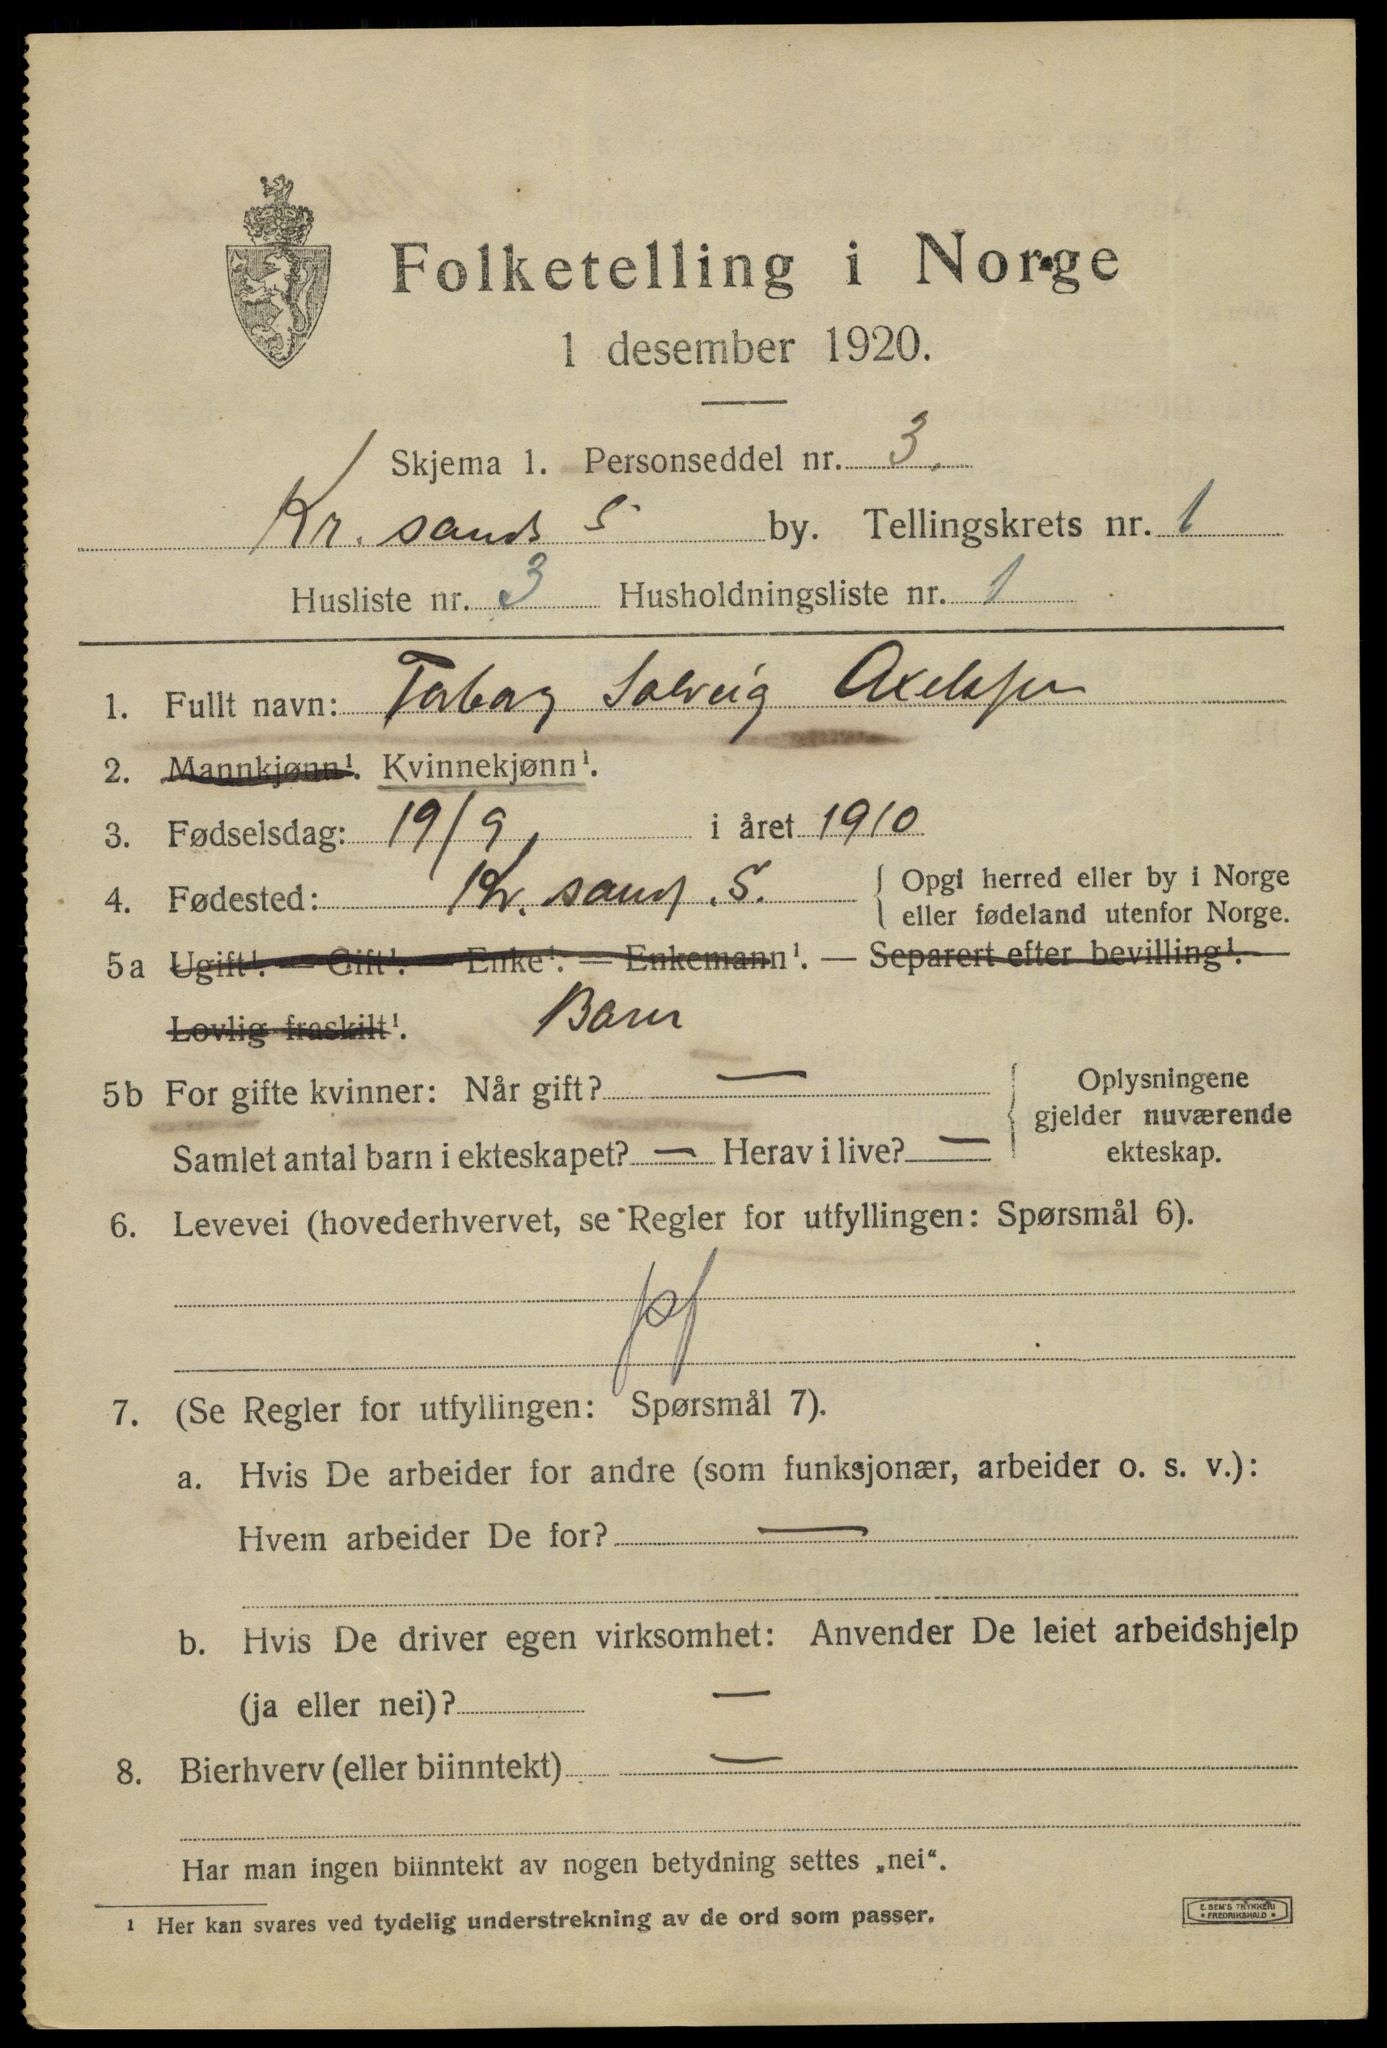 Folketelling i Norge
1 desember 1920.
Skjema 1. Personseddel nr. 3.
Kr. sands S by. Tellingskrets nr. 1
Husliste nr. 3 Husholdningsliste nr. 1
1. Fullt navn: Torborg Solveig Axelsen
2. Mannkjønn¹. Kvinnekjønn¹.
3. Fødselsdag: 19/9 i året 1910
4. Fødested: Kr. sand. S. { Opgi herred eller by i Norge
eller fødeland utenfor Norge.
5a Ugift¹. — Gift¹. — Enke¹. — Enkemann¹. — Separert efter bevilling¹. —
Lovlig fraskilt¹. Barn
5b For gifte kvinner: Når gift? — { Oplysningene
gjelder nuværende
Samlet antal barn i ekteskapet? — Herav i live? — ekteskap.
6. Levevei (hovederhvervet, se Regler for utfyllingen: Spørsmål 6).
7. (Se Regler for utfyllingen: Spørsmål 7).
a. Hvis De arbeider for andre (som funksjonær, arbeider o. s. v.):
Hvem arbeider De for? —
b. Hvis De driver egen virksomhet: Anvender De leiet arbeidshjelp
(ja eller nei)? —
8. Bierhverv (eller biinntekt) —
Har man ingen biinntekt av nogen betydning settes „nei“.
¹ Her kan svares ved tydelig understrekning av de ord som passer.
E. SEM'S TRYKKERI
* FREDRIKSHALD *